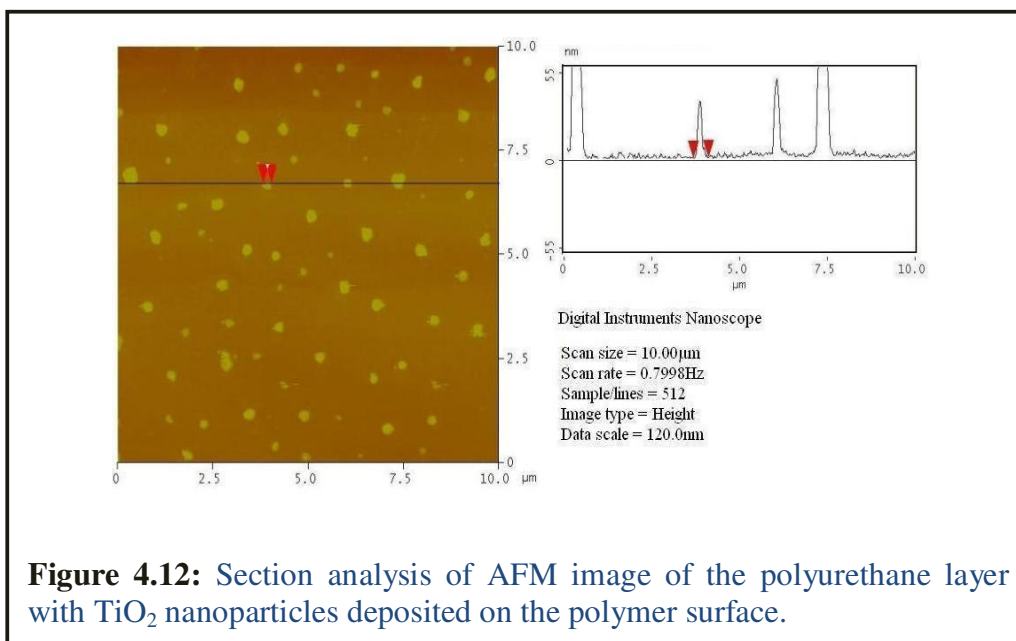 10.0
7.5
5.0
2.5
0
0
2.5
5.0
7.5
10.0
µm
nm
55
0
-55
0
2.5
5.0
7.5
10.0
µm
Digital Instruments Nanoscope
Scan size = 10.00µm
Scan rate = 0.7998Hz
Sample/lines = 512
Image type = Height
Data scale = 120.0nm
Figure 4.12: Section analysis of AFM image of the polyurethane layer
with TiO₂ nanoparticles deposited on the polymer surface.